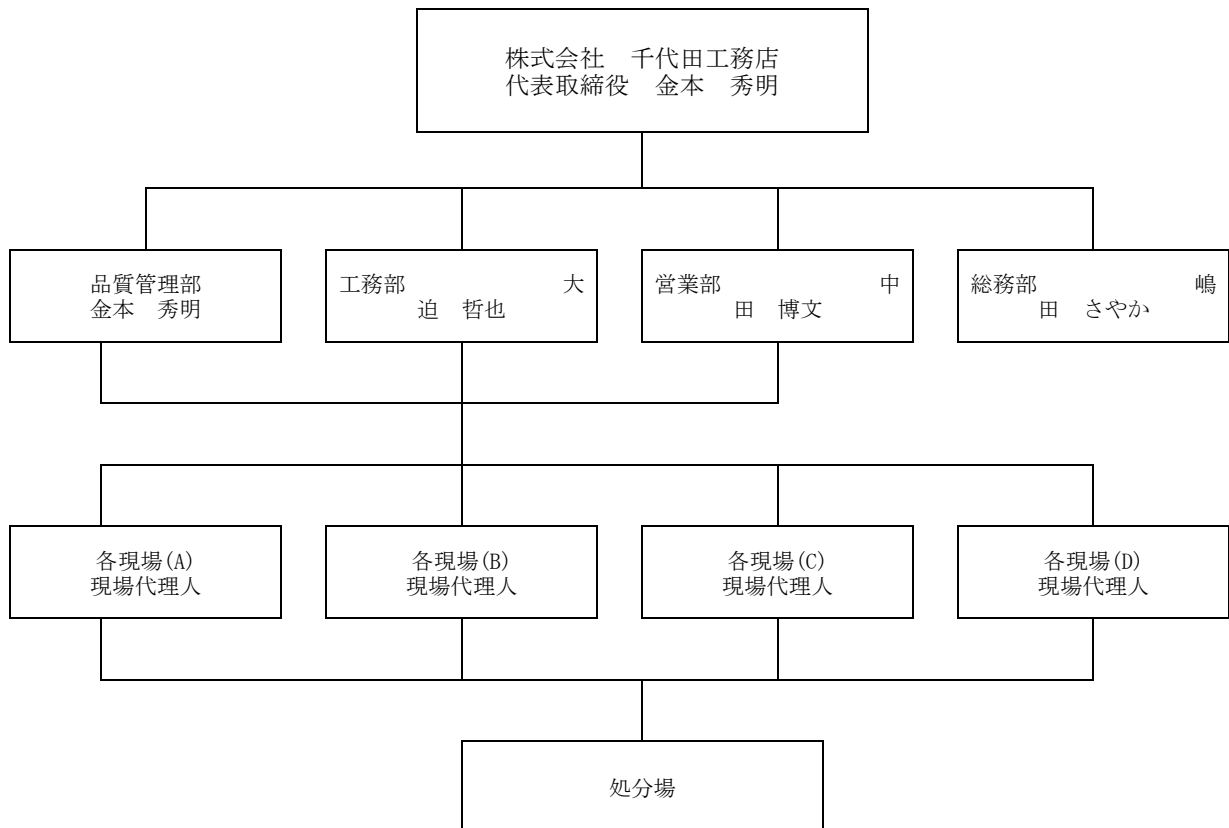 株式会社　千代田工務店
代表取締役　金本　秀明
品質管理部
金本　秀明
工務部　大
迫　哲也
営業部　中
田　博文
総務部　嶋
田　さやか
各現場(A)
現場代理人
各現場(B)
現場代理人
各現場(C)
現場代理人
各現場(D)
現場代理人
処分場